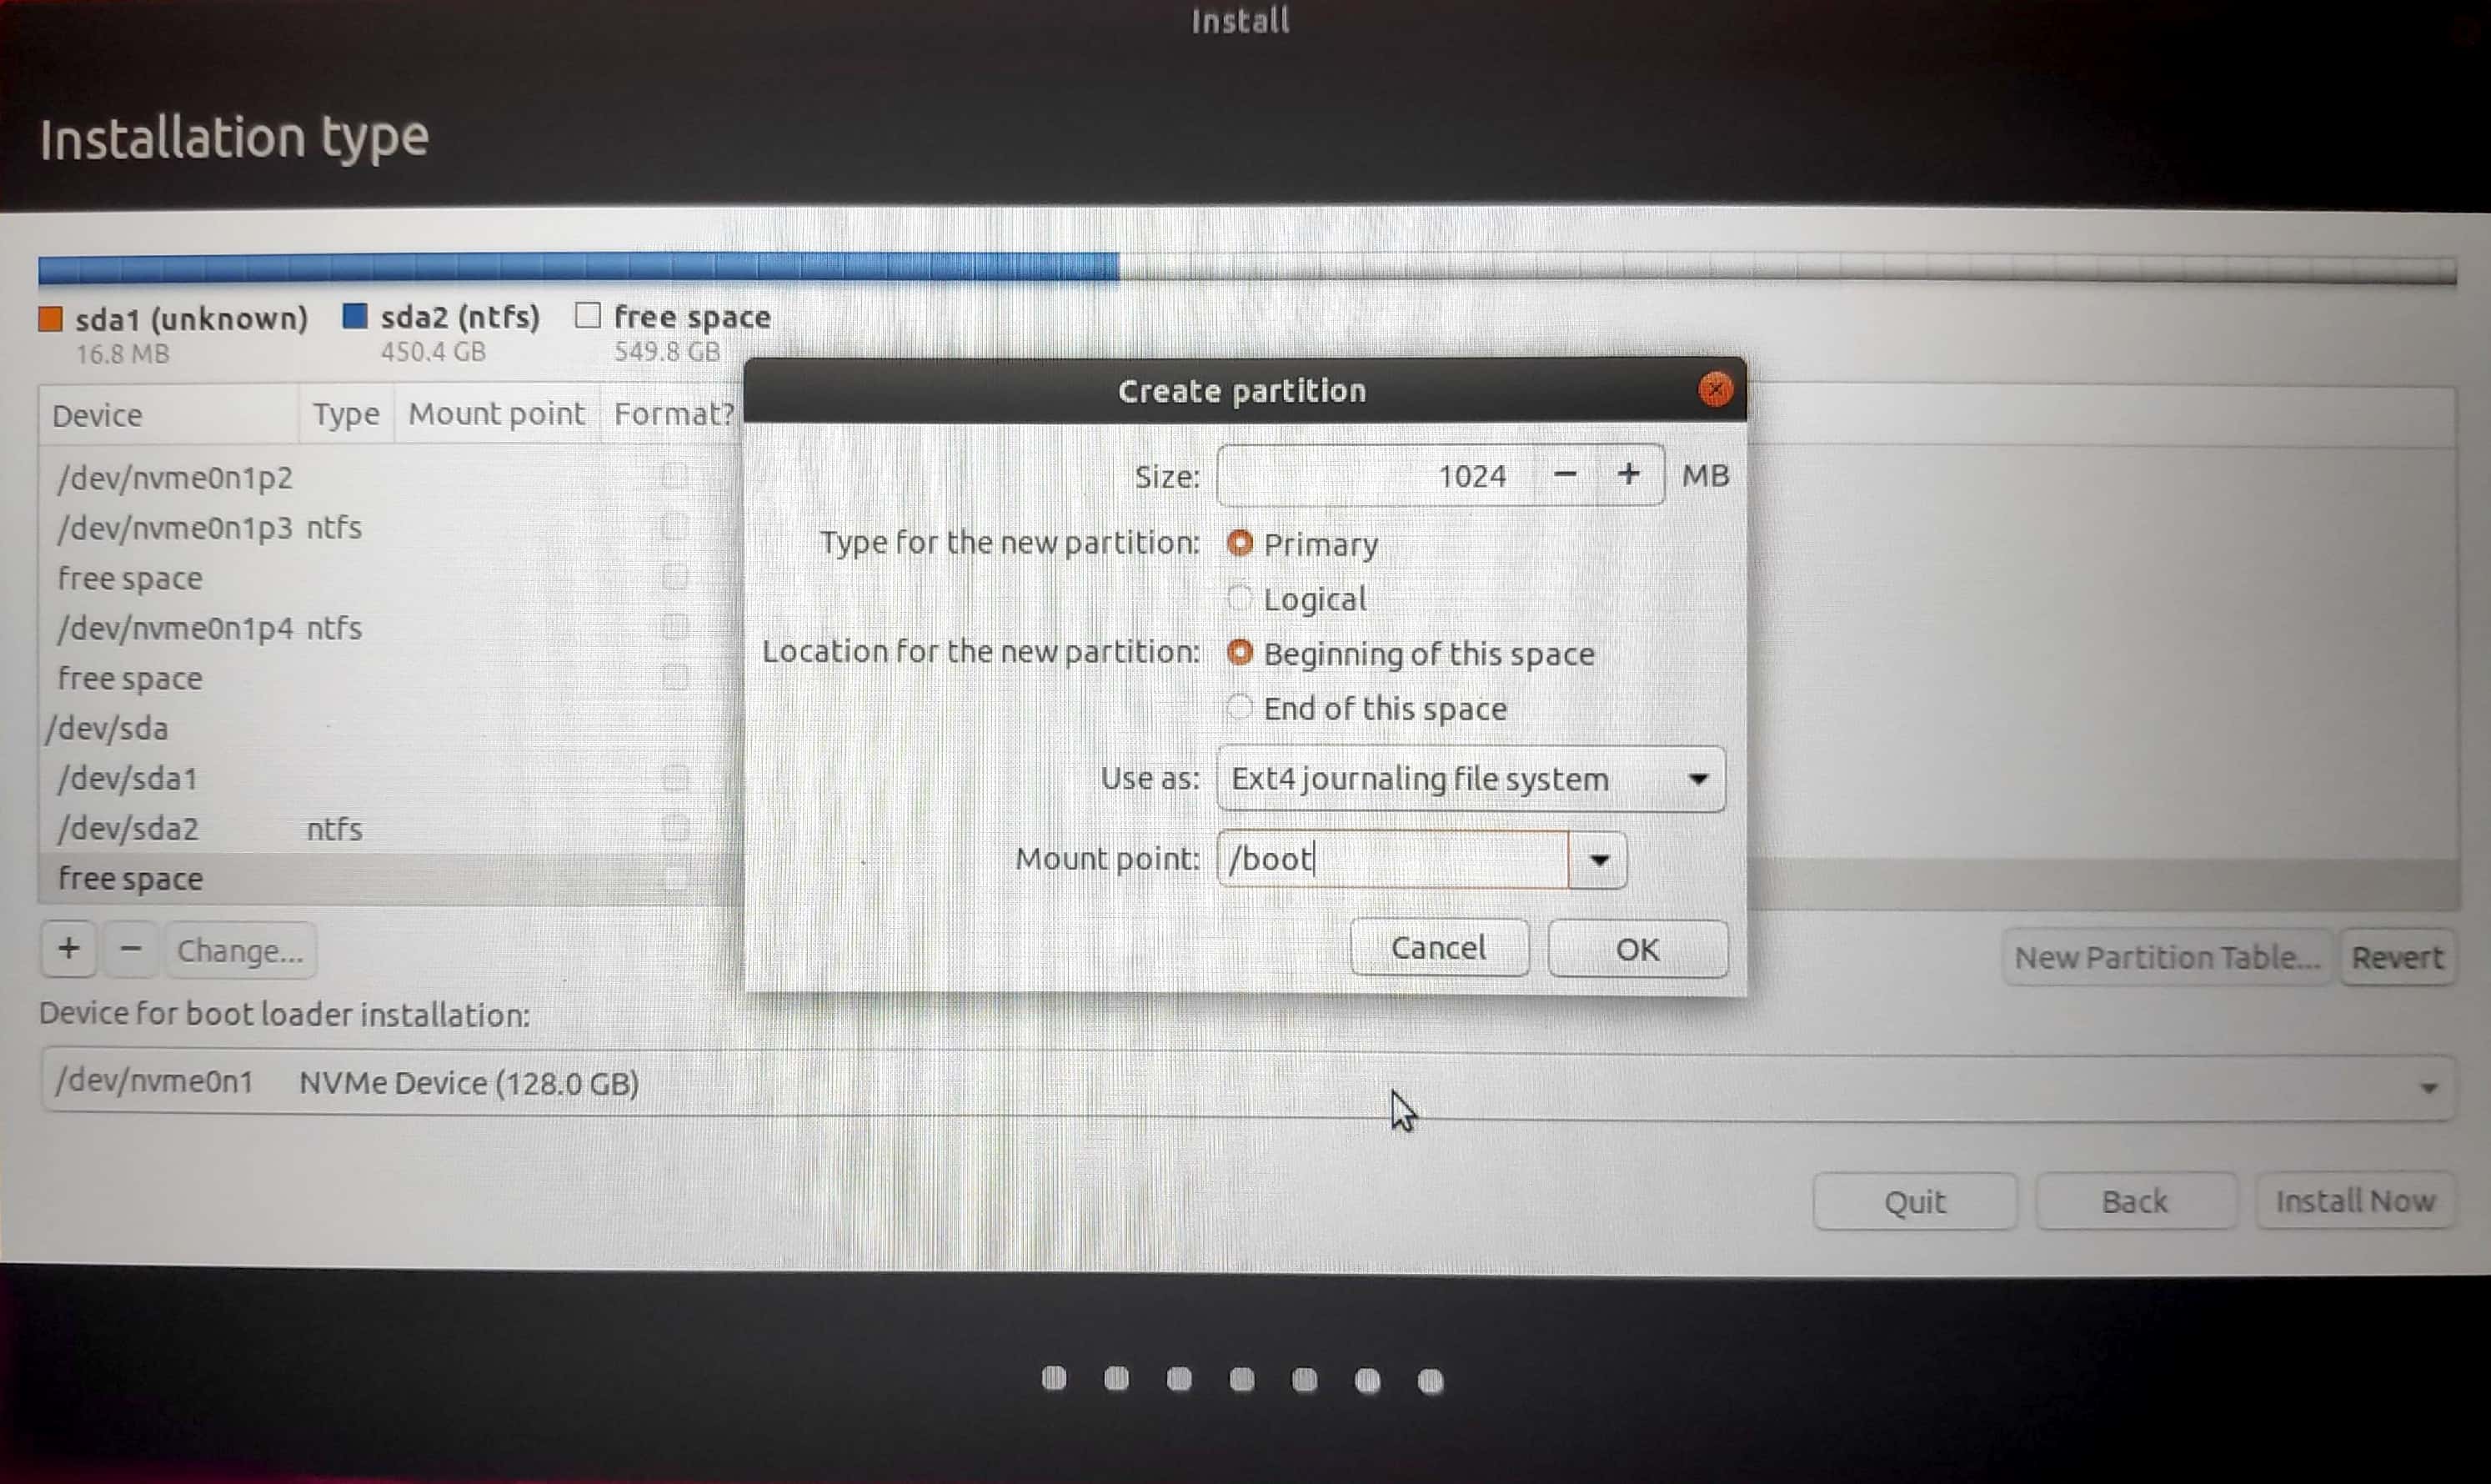 Install
Installation type
sda1 (unknown) sda2 (ntfs) free space
16.8 MB 450.4 GB 549.8 GB
Device Type Mount point Format?
/dev/nvme0n1p2
/dev/nvme0n1p3 ntfs
free space
/dev/nvme0n1p4 ntfs
free space
/dev/sda
/dev/sda1
/dev/sda2 ntfs
free space
+ − Change...
New Partition Table... Revert
Create partition
Size: 1024 − + MB
Type for the new partition: Primary
Logical
Location for the new partition: Beginning of this space
End of this space
Use as: Ext4 journaling file system
Mount point: /boot
Cancel OK
Device for boot loader installation:
/dev/nvme0n1 NVMe Device (128.0 GB)
Quit Back Install Now